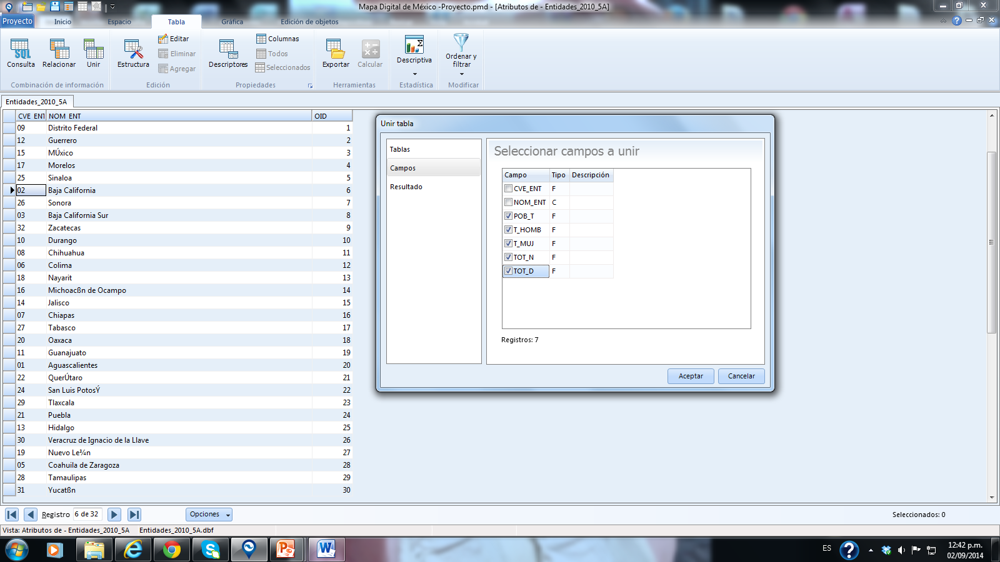 Mapa Digital de México -Proyecto.pmd - [Atributos de - Entidades_2010_5A]
Proyecto Inicio Espacio Tabla Gráfica Edición de objetos
Consulta Relacionar Unir
Combinación de información
Estructura Editar Eliminar Agregar
Edición
Descriptores Columnas Todos Seleccionados
Propiedades
Exportar Calcular
Herramientas
Descriptiva
Estadística
Ordenar y
filtrar
Modificar
Entidades_2010_5A
CVE_ENT NOM_ENT OID
09 Distrito Federal 1
12 Guerrero 2
15 MÚxico 3
17 Morelos 4
25 Sinaloa 5
02 Baja California 6
26 Sonora 7
03 Baja California Sur 8
32 Zacatecas 9
10 Durango 10
08 Chihuahua 11
06 Colima 12
18 Nayarit 13
16 Michoacßn de Ocampo 14
14 Jalisco 15
07 Chiapas 16
27 Tabasco 17
20 Oaxaca 18
11 Guanajuato 19
01 Aguascalientes 20
22 QuerÚtaro 21
24 San Luis PotosÝ 22
29 Tlaxcala 23
21 Puebla 24
13 Hidalgo 25
30 Veracruz de Ignacio de la Llave 26
19 Nuevo Le¾n 27
05 Coahuila de Zaragoza 28
28 Tamaulipas 29
31 Yucatßn 30
Unir tabla
Tablas
Campos
Resultado
Seleccionar campos a unir
Campo Tipo Descripción
CVE_ENT F
NOM_ENT C
POB_T F
T_HOMB F
T_MUJ F
TOT_N F
TOT_D F
Registros: 7
Aceptar Cancelar
Registro 6 de 32 Opciones Seleccionados: 0
Vista: Atributos de - Entidades_2010_5A Entidades_2010_5A.dbf
ES 12:42 p.m.
02/09/2014